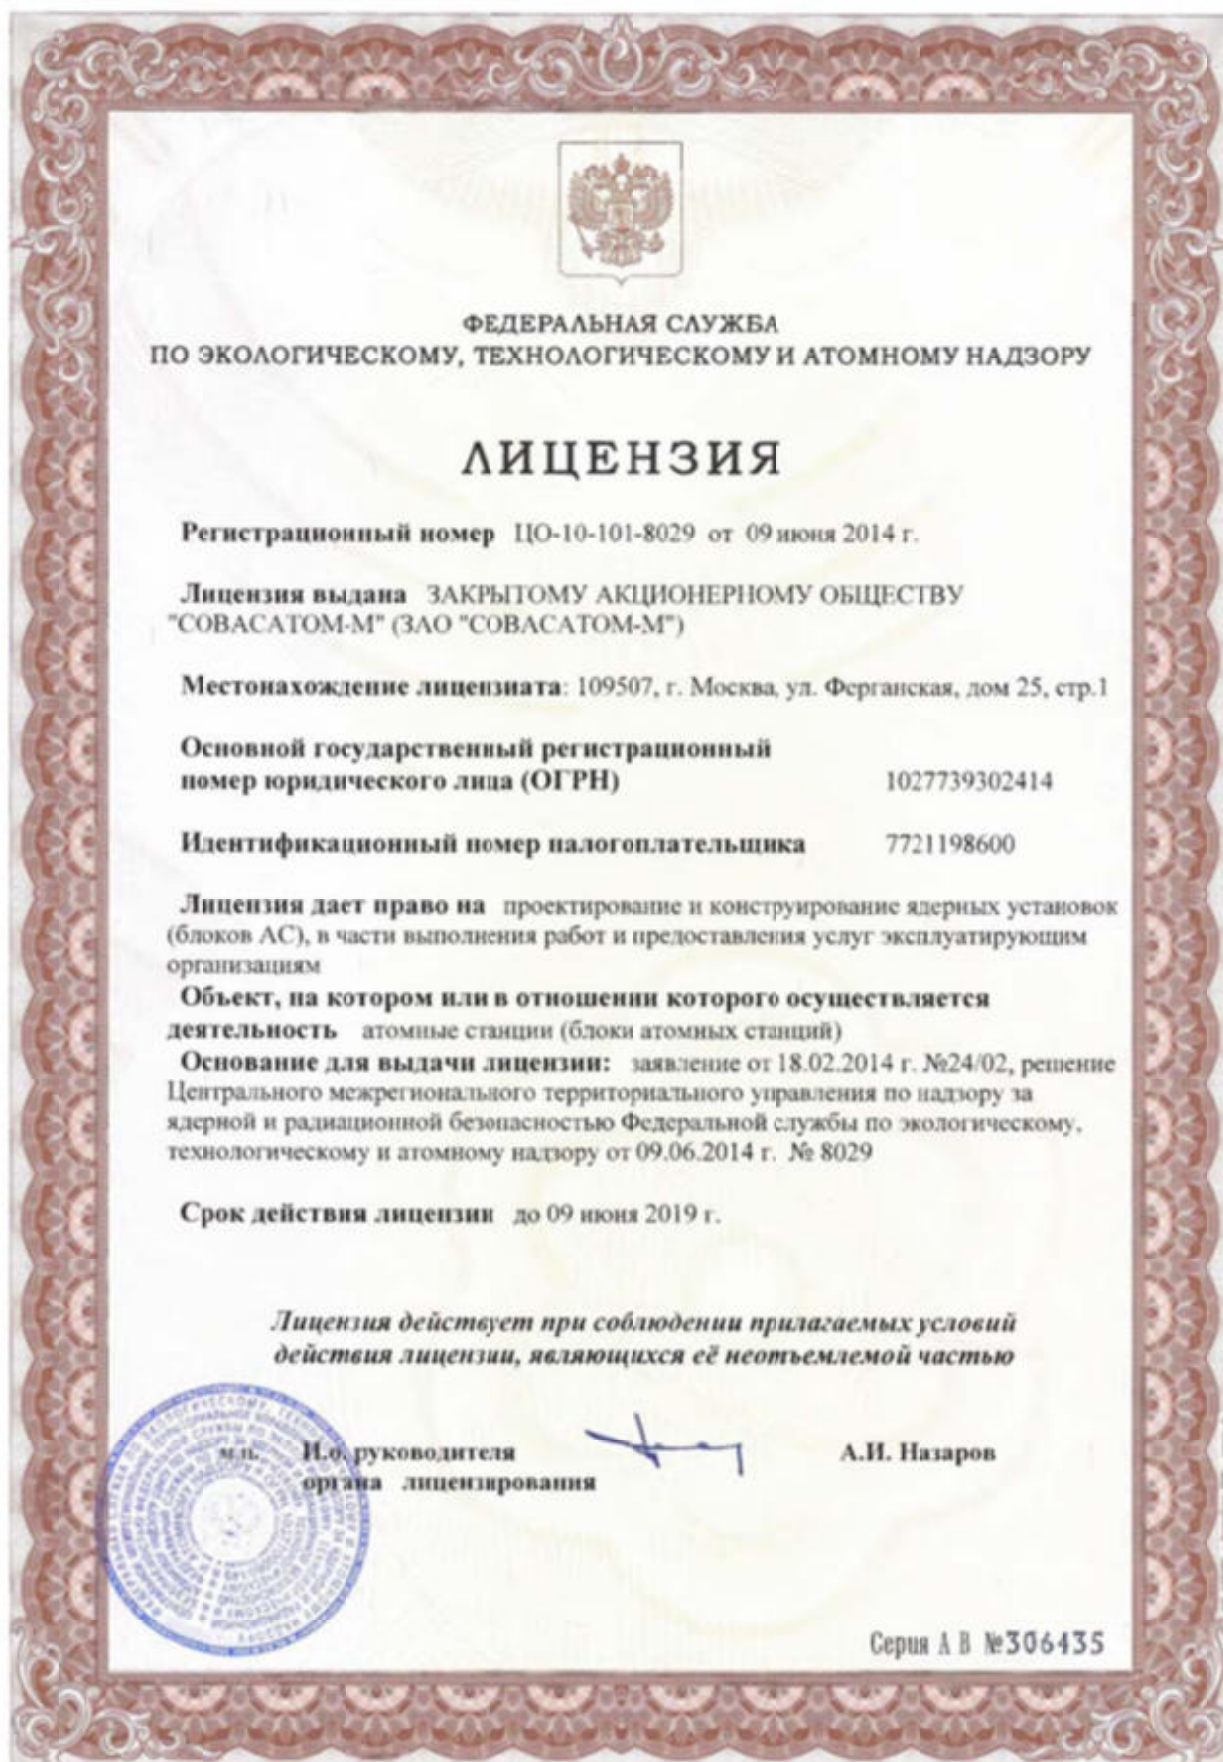 ФЕДЕРАЛЬНАЯ СЛУЖБА
ПО ЭКОЛОГИЧЕСКОМУ, ТЕХНОЛОГИЧЕСКОМУ И АТОМНОМУ НАДЗОРУ
ЛИЦЕНЗИЯ
Регистрационный номер ЦО-10-101-8029 от 09 июня 2014 г.
Лицензия выдана ЗАКРЫТОМУ АКЦИОНЕРНОМУ ОБЩЕСТВУ
"СОВАСАТОМ-М" (ЗАО "СОВАСАТОМ-М")
Местонахождение лицензиата: 109507, г. Москва, ул. Ферганская, дом 25, стр.1
Основной государственный регистрационный
номер юридического лица (ОГРН) 1027739302414
Идентификационный номер налогоплательщика 7721198600
Лицензия дает право на проектирование и конструирование ядерных установок
(блоков АС), в части выполнения работ и предоставления услуг эксплуатирующим
организациям
Объект, на котором или в отношении которого осуществляется
деятельность атомные станции (блоки атомных станций)
Основание для выдачи лицензии: заявление от 18.02.2014 г. №24/02, решение
Центрального межрегионального территориального управления по надзору за
ядерной и радиационной безопасностью Федеральной службы по экологическому,
технологическому и атомному надзору от 09.06.2014 г. № 8029
Срок действия лицензии до 09 июня 2019 г.
Лицензия действует при соблюдении прилагаемых условий
действия лицензии, являющихся её неотъемлемой частью
м.п. И.о. руководителя А.И. Назаров
органа лицензирования
Серия А В №306435